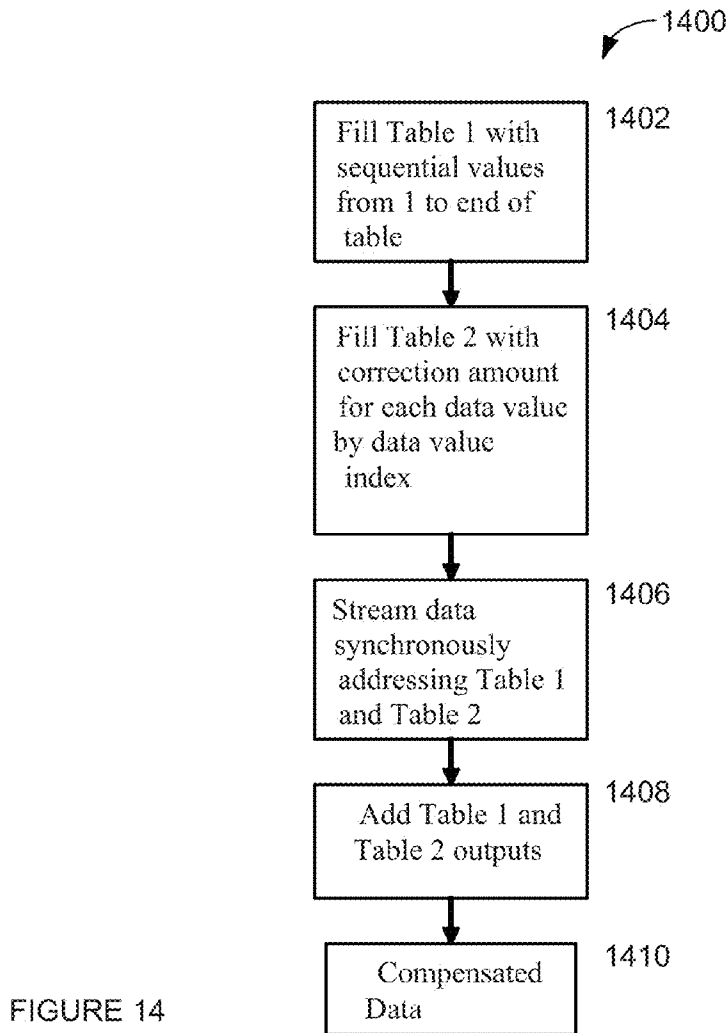 1400
1402
Fill Table 1 with
sequential values
from 1 to end of
table
1404
Fill Table 2 with
correction amount
for each data value
by data value
index
1406
Stream data
synchronously
addressing Table 1
and Table 2
1408
Add Table 1 and
Table 2 outputs
1410
Compensated
Data
FIGURE 14